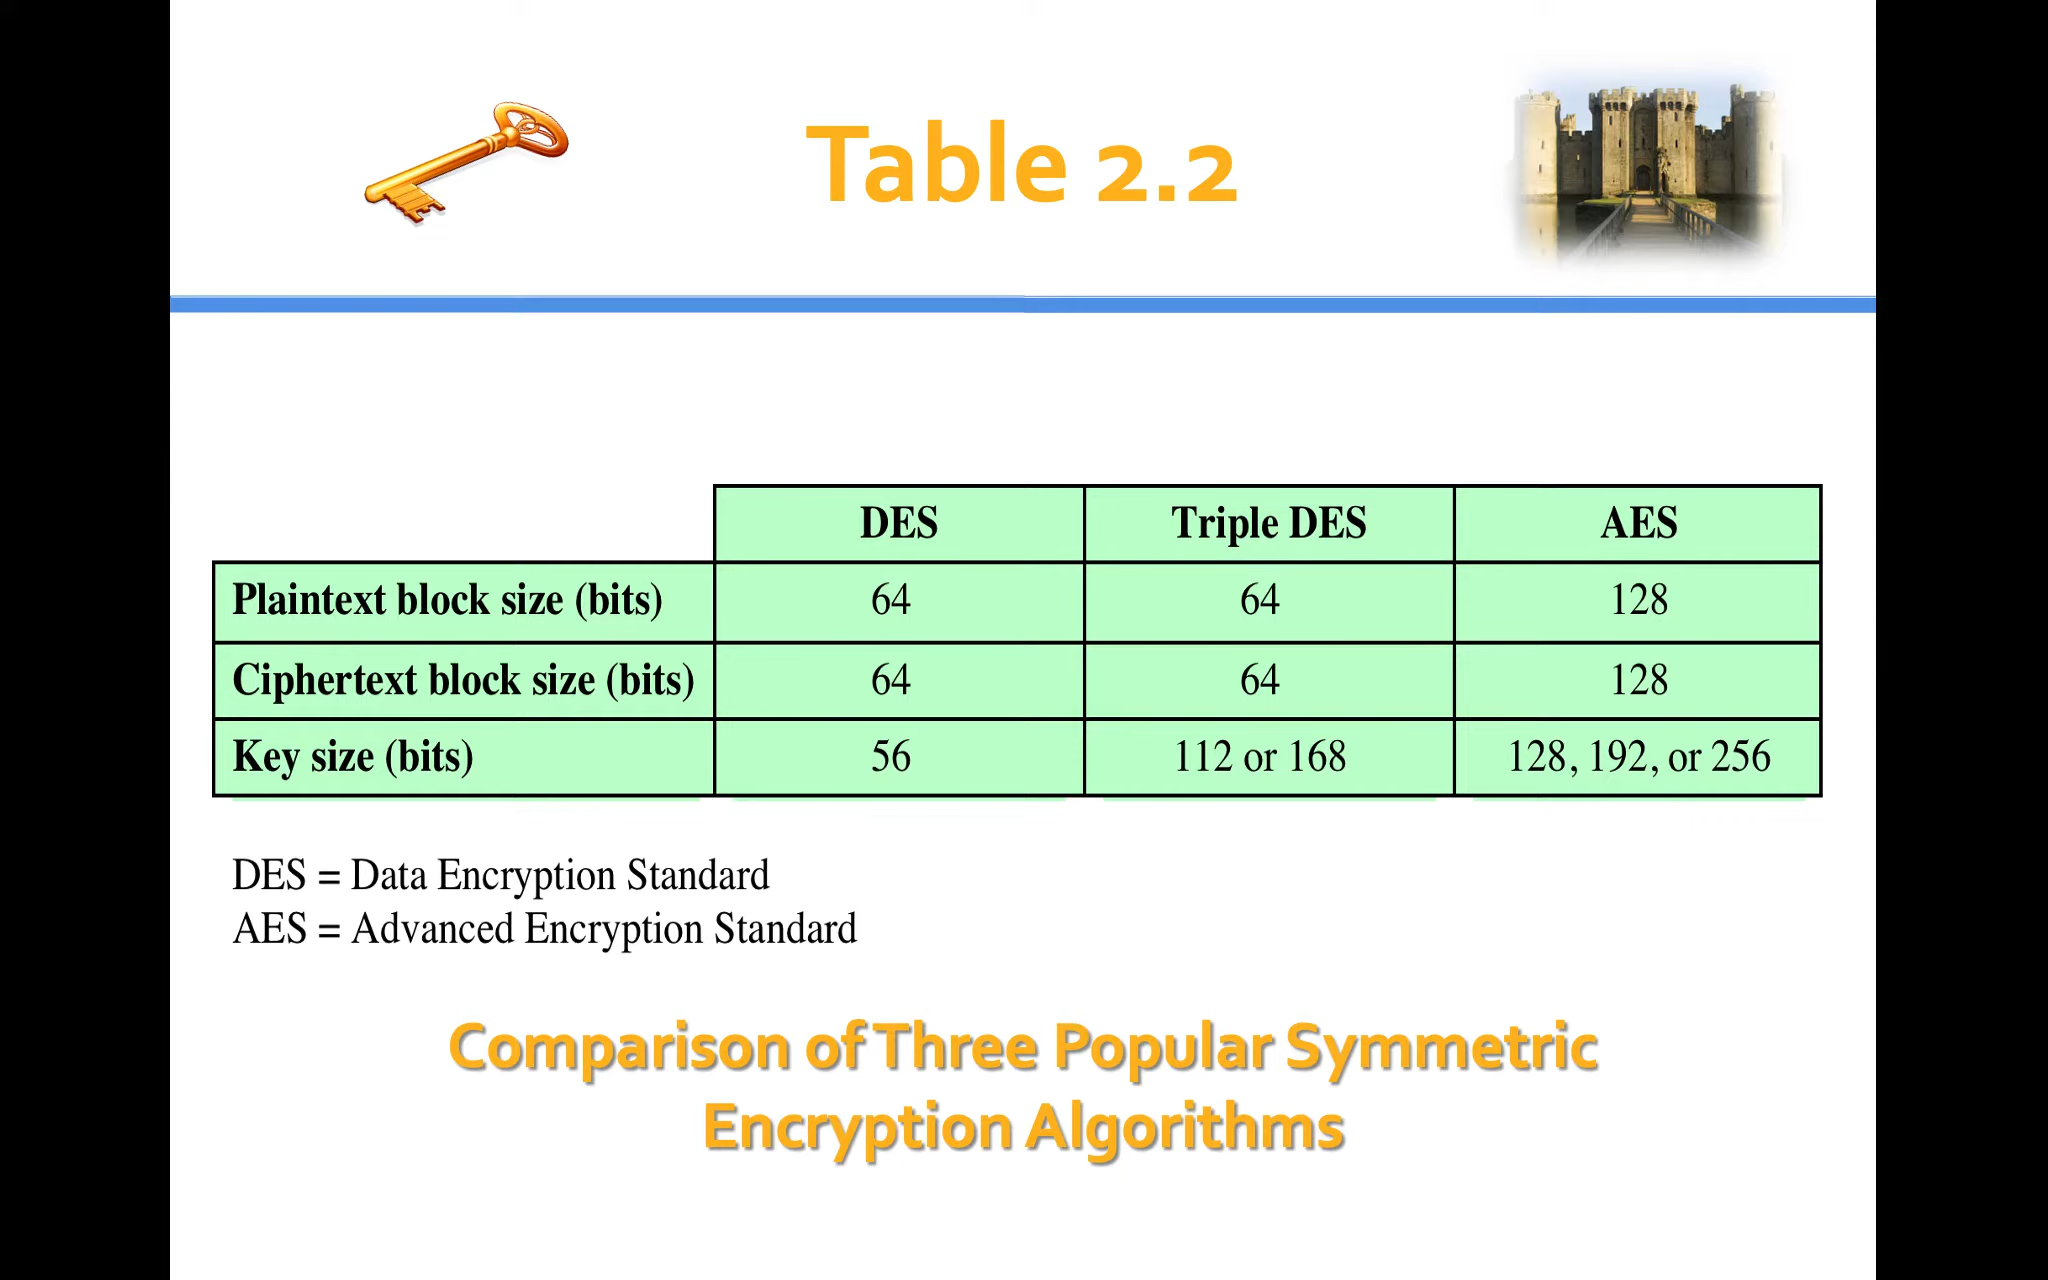 Table 2.2
DES Triple DES AES
Plaintext block size (bits) 64 64 128
Ciphertext block size (bits) 64 64 128
Key size (bits) 56 112 or 168 128, 192, or 256
DES = Data Encryption Standard
AES = Advanced Encryption Standard
Comparison of Three Popular Symmetric
Encryption Algorithms